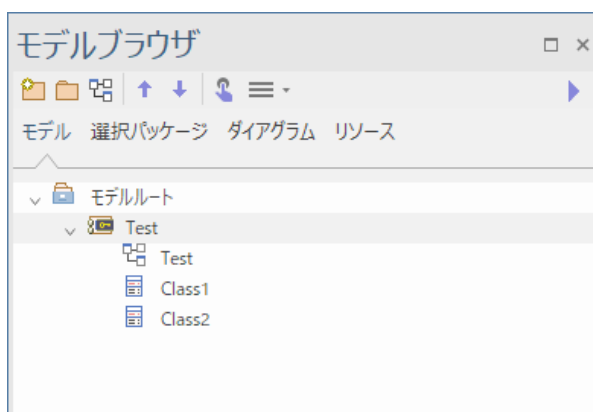 モデルブラウザ
モデル 選択パッケージ ダイアグラム リソース
モデルルート
Test
Test
Class1
Class2